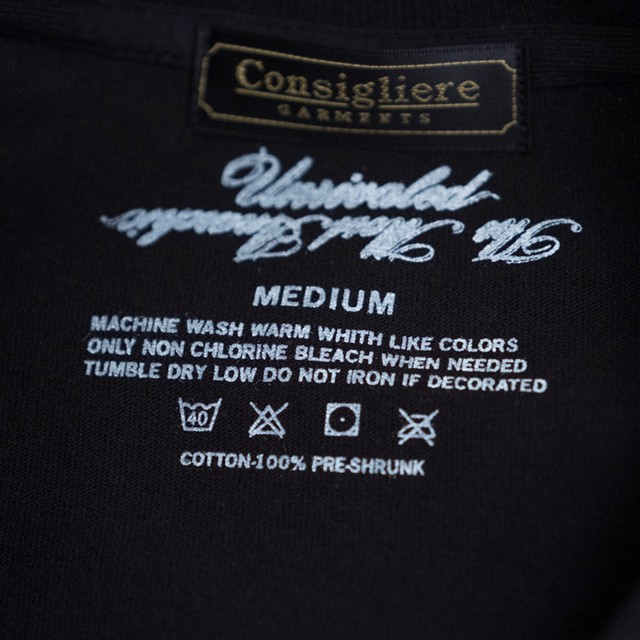 Consigliere
GARMENTS
Unrivaled
MEDIUM
MACHINE WASH WARM WHITH LIKE COLORS
ONLY NON CHLORINE BLEACH WHEN NEEDED
TUMBLE DRY LOW DO NOT IRON IF DECORATED
40
COTTON-100% PRE-SHRUNK